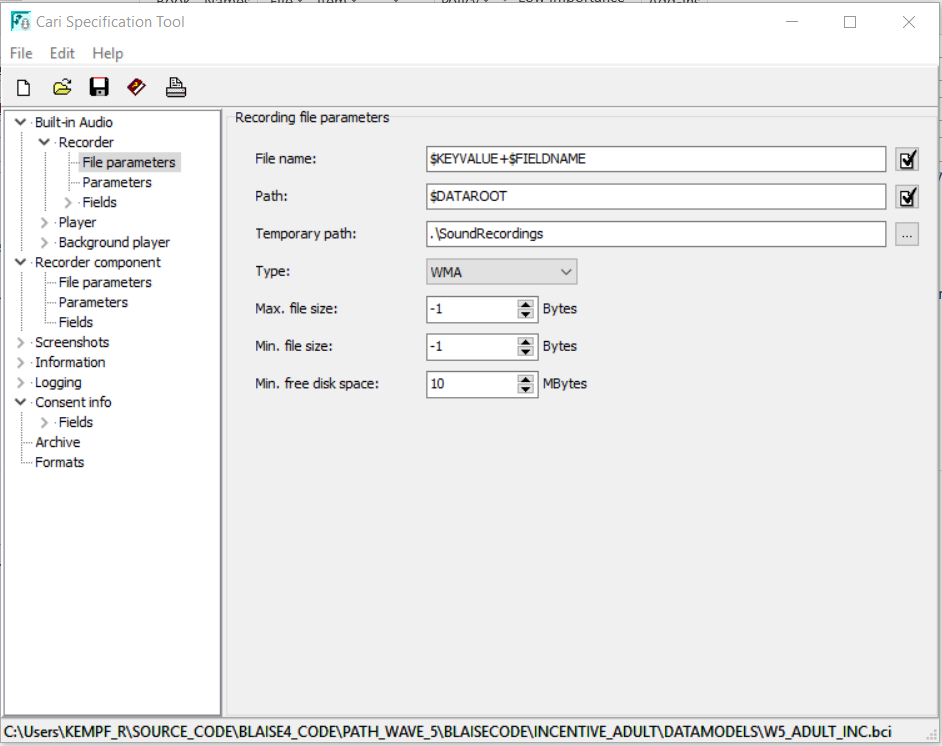 Cari Specification Tool
File Edit Help
Built-in Audio
Recorder
File parameters
Parameters
Fields
Player
Background player
Recorder component
File parameters
Parameters
Fields
Screenshots
Information
Logging
Consent info
Fields
Archive
Formats
Recording file parameters
File name: $KEYVALUE+$FIELDNAME
Path: $DATAROOT
Temporary path: .\SoundRecordings ...
Type: WMA
Max. file size: -1 Bytes
Min. file size: -1 Bytes
Min. free disk space: 10 MBytes
C:\Users\KEMPF_R\SOURCE_CODE\BLAISE4_CODE\PATH_WAVE_5\BLAISECODE\INCENTIVE_ADULT\DATAMODELS\W5_ADULT_INC.bci